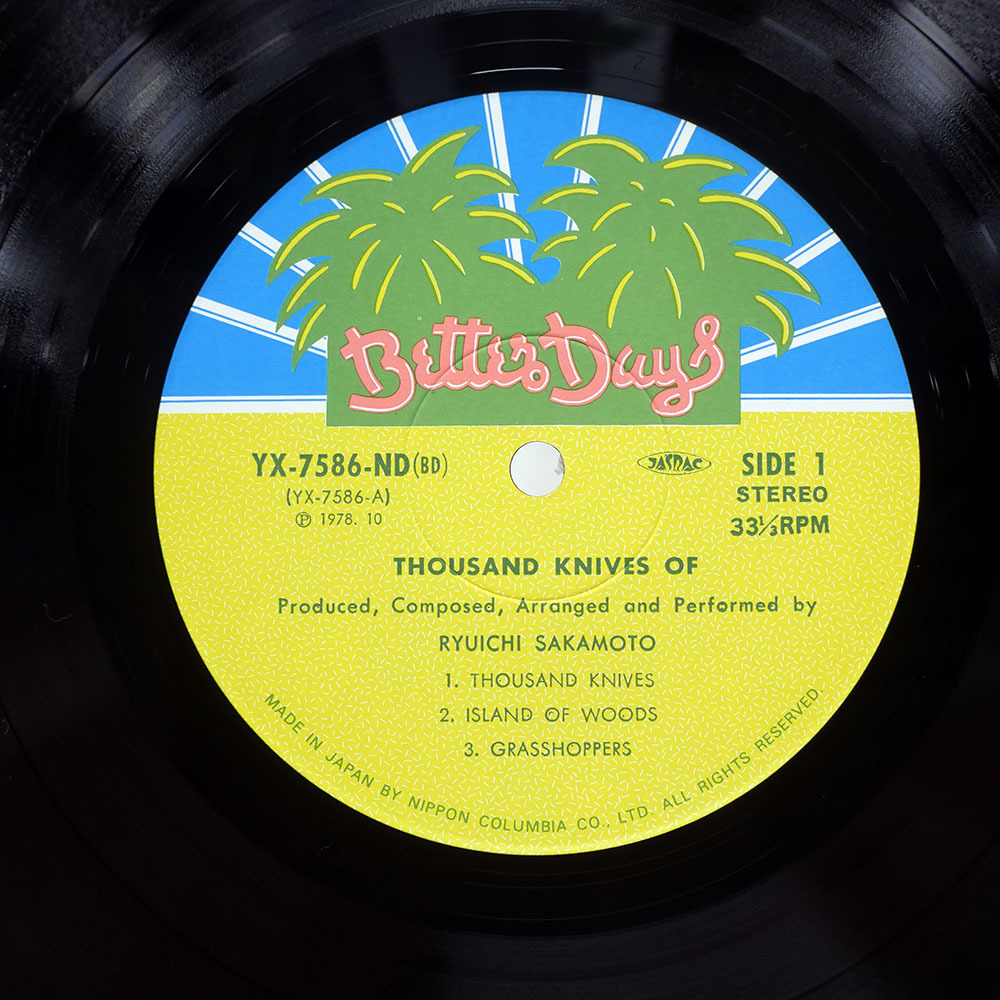 Better Days
YX-7586-ND(BD)
(YX-7586-A)
Ⓟ 1978. 10
JASRAC
SIDE 1
STEREO
33⅓RPM
THOUSAND KNIVES OF
Produced, Composed, Arranged and Performed by
RYUICHI SAKAMOTO
1. THOUSAND KNIVES
2. ISLAND OF WOODS
3. GRASSHOPPERS
MADE IN JAPAN BY NIPPON COLUMBIA CO., LTD. ALL RIGHTS RESERVED.